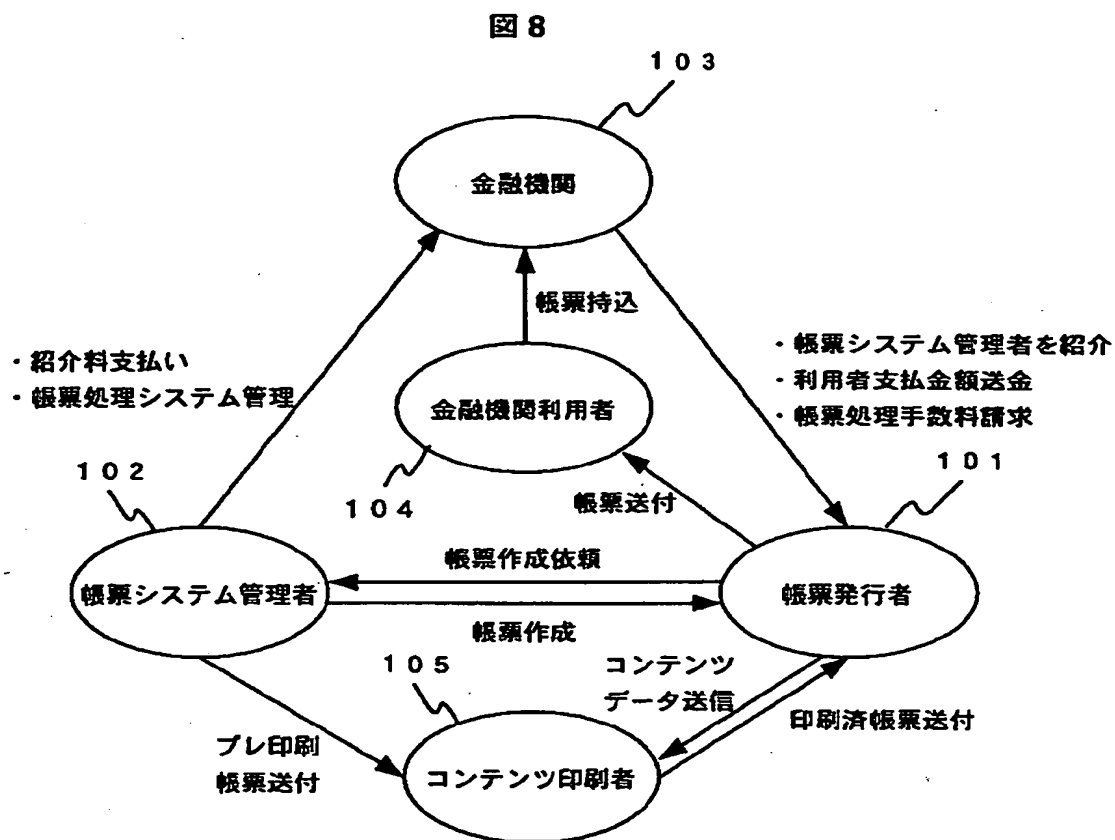 図8
103
金融機関
帳票持込
・紹介料支払い
・帳票処理システム管理
・帳票システム管理者を紹介
・利用者支払金額送金
・帳票処理手数料請求
金融機関利用者
102
104
101
帳票送付
帳票作成依頼
帳票システム管理者
帳票発行者
帳票作成
105
コンテンツ
データ送信
印刷済帳票送付
プレ印刷
帳票送付
コンテンツ印刷者